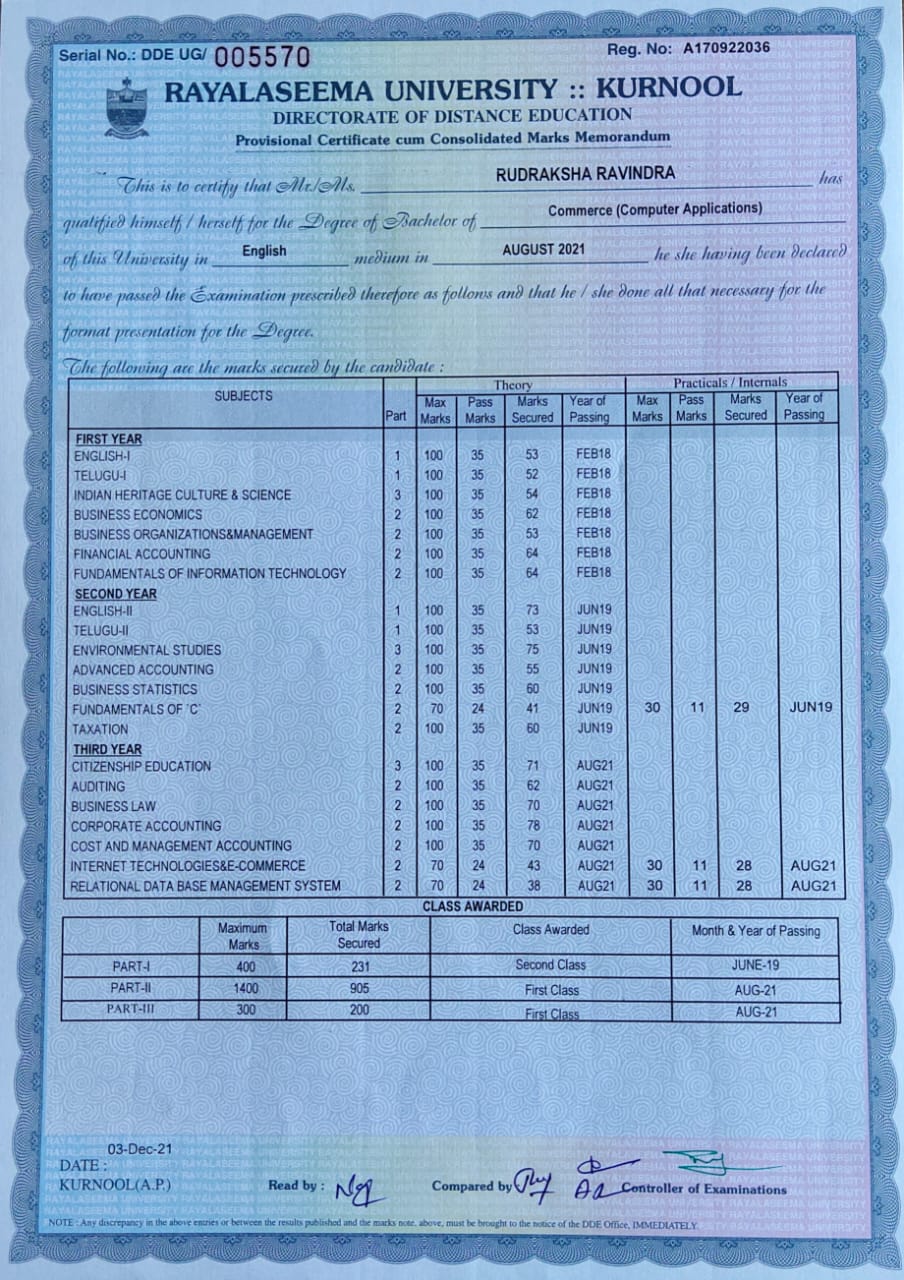 Serial No.: DDE UG/ 005570
Reg. No: A170922036
RAYALASEEMA UNIVERSITY :: KURNOOL
DIRECTORATE OF DISTANCE EDUCATION
Provisional Certificate cum Consolidated Marks Memorandum
This is to certify that Mr./Ms. RUDRAKSHA RAVINDRA has
qualified himself / herself for the Degree of Bachelor of Commerce (Computer Applications)
of this University in English medium in AUGUST 2021 he she having been declared
to have passed the Examination prescribed therefore as follows and that he / she done all that necessary for the
format presentation for the Degree.
The following are the marks secured by the candidate :
SUBJECTS Part Theory Practicals / Internals
Max Marks Pass Marks Marks Secured Year of Passing Max Marks Pass Marks Marks Secured Year of Passing
FIRST YEAR
ENGLISH-I 1 100 35 53 FEB18
TELUGU-I 1 100 35 52 FEB18
INDIAN HERITAGE CULTURE & SCIENCE 3 100 35 54 FEB18
BUSINESS ECONOMICS 2 100 35 62 FEB18
BUSINESS ORGANIZATIONS&MANAGEMENT 2 100 35 53 FEB18
FINANCIAL ACCOUNTING 2 100 35 64 FEB18
FUNDAMENTALS OF INFORMATION TECHNOLOGY 2 100 35 64 FEB18
SECOND YEAR
ENGLISH-II 1 100 35 73 JUN19
TELUGU-II 1 100 35 53 JUN19
ENVIRONMENTAL STUDIES 3 100 35 75 JUN19
ADVANCED ACCOUNTING 2 100 35 55 JUN19
BUSINESS STATISTICS 2 100 35 60 JUN19
FUNDAMENTALS OF 'C' 2 70 24 41 JUN19 30 11 29 JUN19
TAXATION 2 100 35 60 JUN19
THIRD YEAR
CITIZENSHIP EDUCATION 3 100 35 71 AUG21
AUDITING 2 100 35 62 AUG21
BUSINESS LAW 2 100 35 70 AUG21
CORPORATE ACCOUNTING 2 100 35 78 AUG21
COST AND MANAGEMENT ACCOUNTING 2 100 35 70 AUG21
INTERNET TECHNOLOGIES&E-COMMERCE 2 70 24 43 AUG21 30 11 28 AUG21
RELATIONAL DATA BASE MANAGEMENT SYSTEM 2 70 24 38 AUG21 30 11 28 AUG21
CLASS AWARDED
Maximum Marks Total Marks Secured Class Awarded Month & Year of Passing
PART-I 400 231 Second Class JUNE-19
PART-II 1400 905 First Class AUG-21
PART-III 300 200 First Class AUG-21
03-Dec-21
DATE :
KURNOOL(A.P.)
Read by :
Compared by
Controller of Examinations
NOTE : Any discrepancy in the above entries or between the results published and the marks note, above, must be brought to the notice of the DDE Office, IMMEDIATELY.